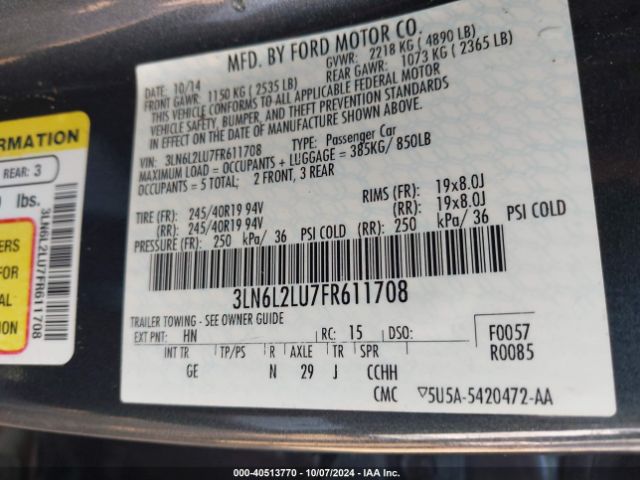 MFD. BY FORD MOTOR CO.
DATE: 10/14 GVWR: 2218 KG ( 4890 LB)
FRONT GAWR: 1150 KG ( 2535 LB) REAR GAWR: 1073 KG ( 2365 LB)
THIS VEHICLE CONFORMS TO ALL APPLICABLE FEDERAL MOTOR
VEHICLE SAFETY, BUMPER, AND THEFT PREVENTION STANDARDS
IN EFFECT ON THE DATE OF MANUFACTURE SHOWN ABOVE.
VIN: 3LN6L2LU7FR611708 TYPE: Passenger Car
MAXIMUM LOAD = OCCUPANTS + LUGGAGE = 385KG/ 850LB
OCCUPANTS = 5 TOTAL; 2 FRONT, 3 REAR
TIRE (FR): 245/40R19 94V RIMS (FR): 19x8.0J
(RR): 245/40R19 94V (RR): 19x8.0J
PRESSURE (FR): 250 kPa/ 36 PSI COLD (RR): 250 kPa/ 36 PSI COLD
3LN6L2LU7FR611708
TRAILER TOWING - SEE OWNER GUIDE
EXT PNT: HN RC: 15 DSO: F0057
INT TR TP/PS R AXLE TR SPR R0085
GE N 29 J CCHH
CMC ▽5U5A-5420472-AA
RMATION
REAR: 3
lbs.
3LN6L2LU7FR611708
ERS
FOR
AL
TION
000-40513770 - 10/07/2024 - IAA Inc.